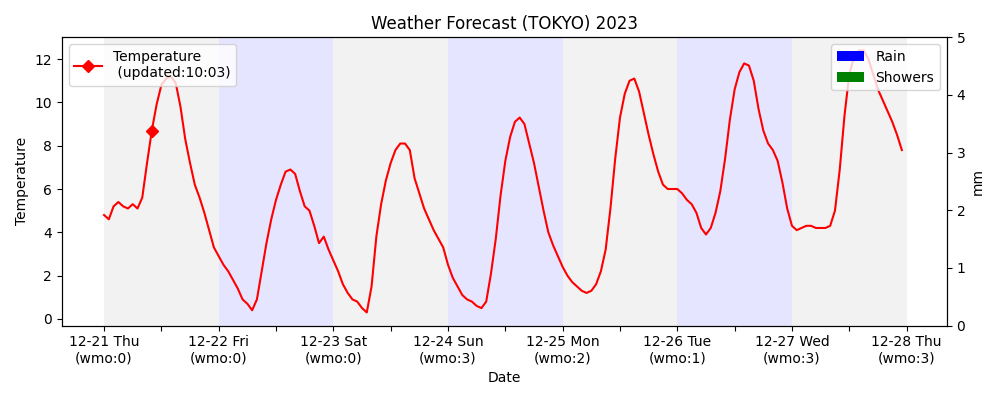 Weather Forecast (TOKYO) 2023
Temperature
(updated:10:03)
Rain
Showers
12
10
8
6
4
2
0
Temperature
5
4
3
2
1
0
mm
12-21 Thu
(wmo:0)
12-22 Fri
(wmo:0)
12-23 Sat
(wmo:0)
12-24 Sun
(wmo:3)
12-25 Mon
(wmo:2)
12-26 Tue
(wmo:1)
12-27 Wed
(wmo:3)
12-28 Thu
(wmo:3)
Date